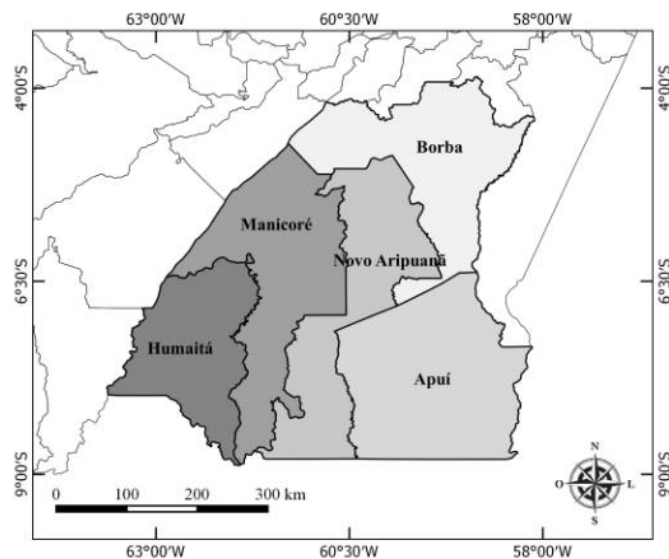 63°00'W 60°30'W 58°00'W
4°00'S 4°00'S
Borba
Manicoré
Novo Aripuanã
6°30'S 6°30'S
Humaitá
Apuí
9°00'S 9°00'S
N
O L
S
0 100 200 300 km
63°00'W 60°30'W 58°00'W